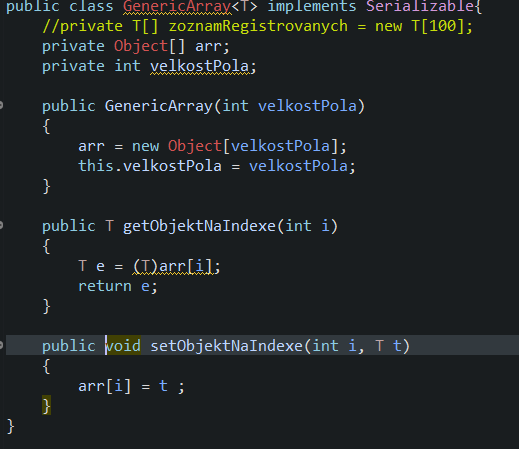 public class GenericArray<T> implements Serializable{
//private T[] zoznamRegistrovanych = new T[100];
private Object[] arr;
private int velkostPola;
public GenericArray(int velkostPola)
{
arr = new Object[velkostPola];
this.velkostPola = velkostPola;
}
public T getObjektNaIndexe(int i)
{
T e = (T)arr[i];
return e;
}
public void setObjektNaIndexe(int i, T t)
{
arr[i] = t ;
}
}